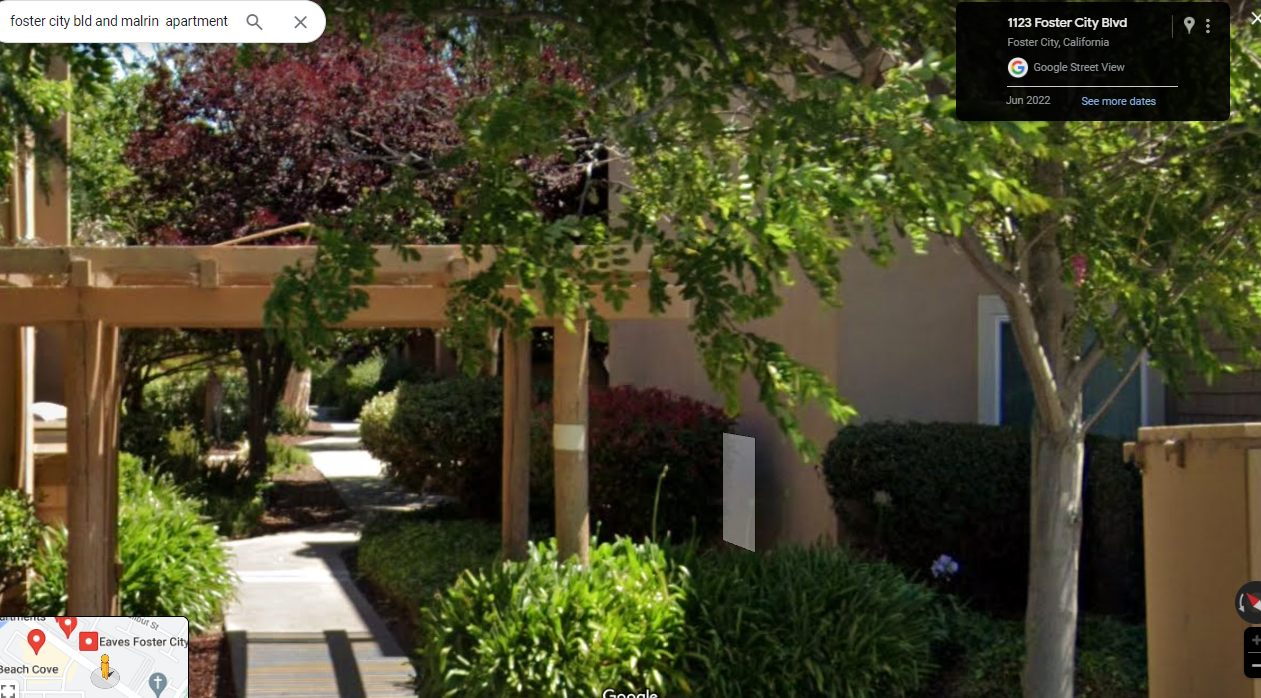 foster city bld and malrin  apartment
1123 Foster City Blvd
Foster City, California
Google Street View
Jun 2022
See more dates
Eaves Foster City
Beach Cove
Google